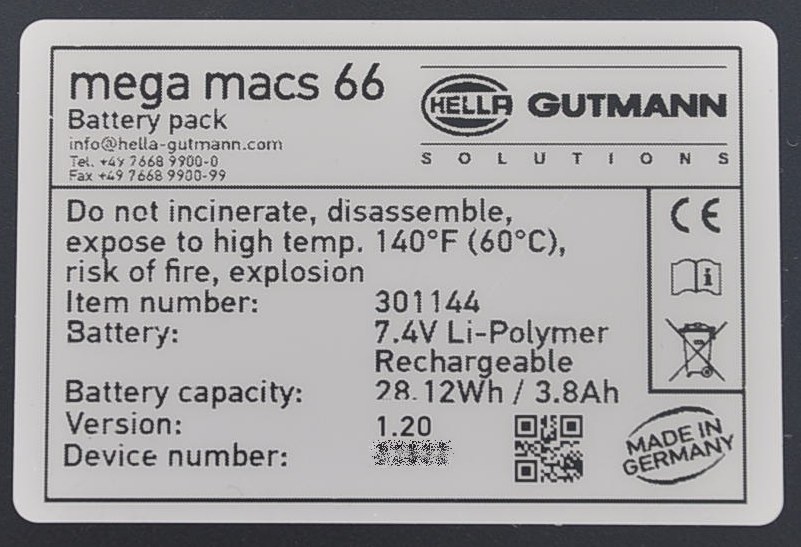 mega macs 66
Battery pack
info@hella-gutmann.com
Tel. +49 7668 9900-0
Fax +49 7668 9900-99
HELLA GUTMANN
SOLUTIONS
Do not incinerate, disassemble,
expose to high temp. 140°F (60°C),
risk of fire, explosion
CE
Item number: 301144
Battery: 7.4V Li-Polymer
Rechargeable
Battery capacity: 28.12Wh / 3.8Ah
Version: 1.20
Device number:
MADE IN
GERMANY